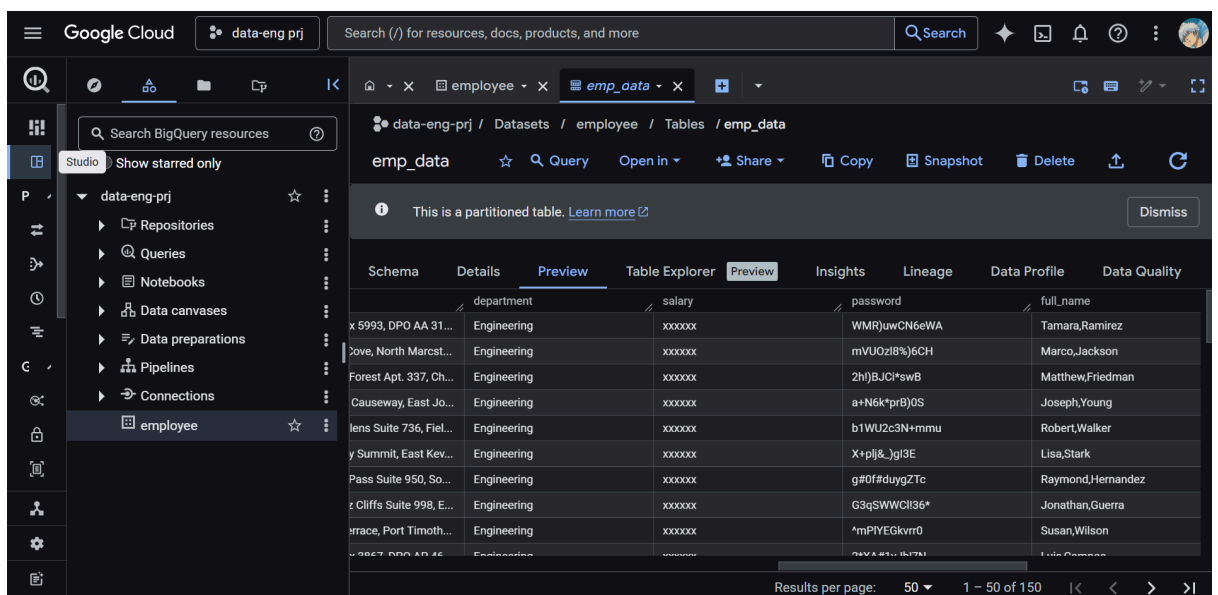 Google Cloud data-eng prj Search (/) for resources, docs, products, and more Search
employee emp_data
Search BigQuery resources
Studio Show starred only
P
data-eng-prj
Repositories
Queries
Notebooks
Data canvases
Data preparations
Pipelines
Connections
employee
data-eng-prj / Datasets / employee / Tables / emp_data
emp_data Query Open in Share Copy Snapshot Delete
This is a partitioned table. Learn more Dismiss
Schema Details Preview Table Explorer Preview Insights Lineage Data Profile Data Quality
department salary password full_name
x 5993, DPO AA 31... Engineering xxxxxx WMR)uwCN6eWA Tamara,Ramirez
Cove, North Marcst... Engineering xxxxxx mVUOzl8%)6CH Marco,Jackson
Forest Apt. 337, Ch... Engineering xxxxxx 2h!)BJCi*swB Matthew,Friedman
Causeway, East Jo... Engineering xxxxxx a+N6k*prB)0S Joseph,Young
lens Suite 736, Fiel... Engineering xxxxxx b1WU2c3N+mmu Robert,Walker
y Summit, East Kev... Engineering xxxxxx X+plj&_)gI3E Lisa,Stark
Pass Suite 950, So... Engineering xxxxxx g#0f#duygZTc Raymond,Hernandez
z Cliffs Suite 998, E... Engineering xxxxxx G3qSWWCl!36* Jonathan,Guerra
errace, Port Timoth... Engineering xxxxxx ^mPlYEGkvrr0 Susan,Wilson
Engineering xxxxxx
Results per page: 50 1 – 50 of 150